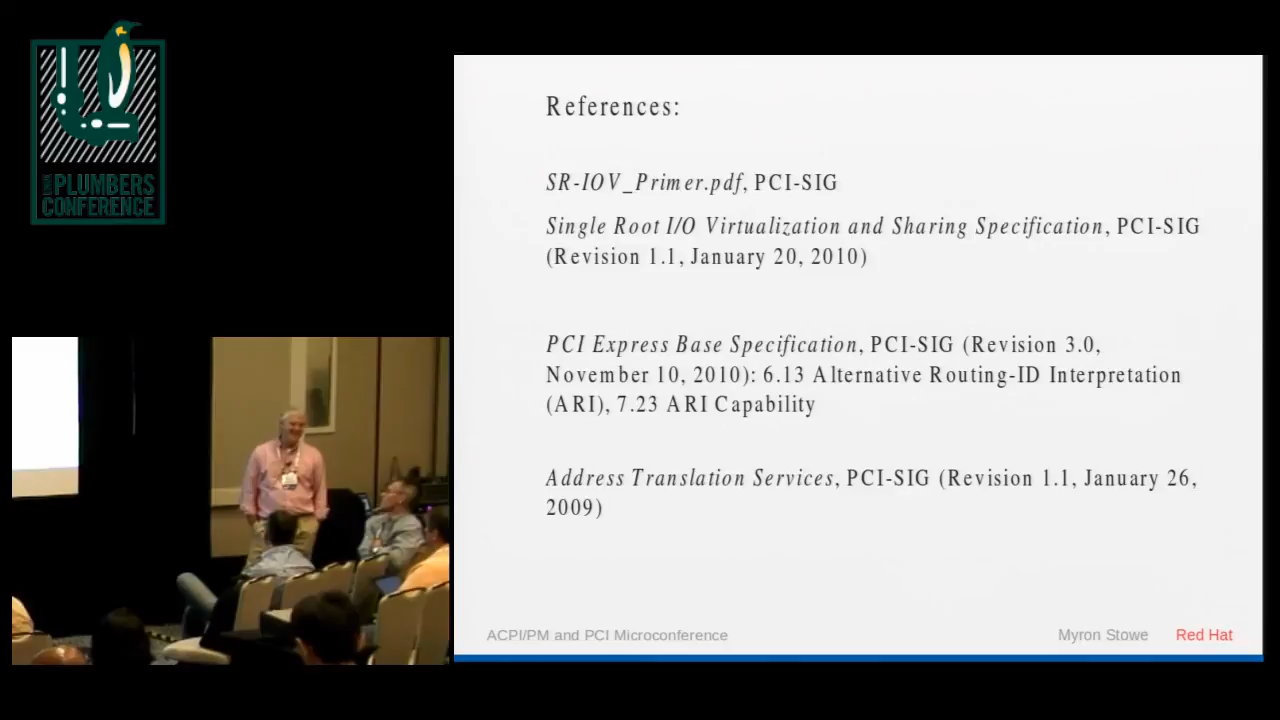 LINUX
PLUMBERS
CONFERENCE
References:
SR-IOV_Primer.pdf, PCI-SIG
Single Root I/O Virtualization and Sharing Specification, PCI-SIG
(Revision 1.1, January 20, 2010)
PCI Express Base Specification, PCI-SIG (Revision 3.0,
November 10, 2010): 6.13 Alternative Routing-ID Interpretation
(ARI), 7.23 ARI Capability
Address Translation Services, PCI-SIG (Revision 1.1, January 26,
2009)
ACPI/PM and PCI Microconference
Myron Stowe Red Hat